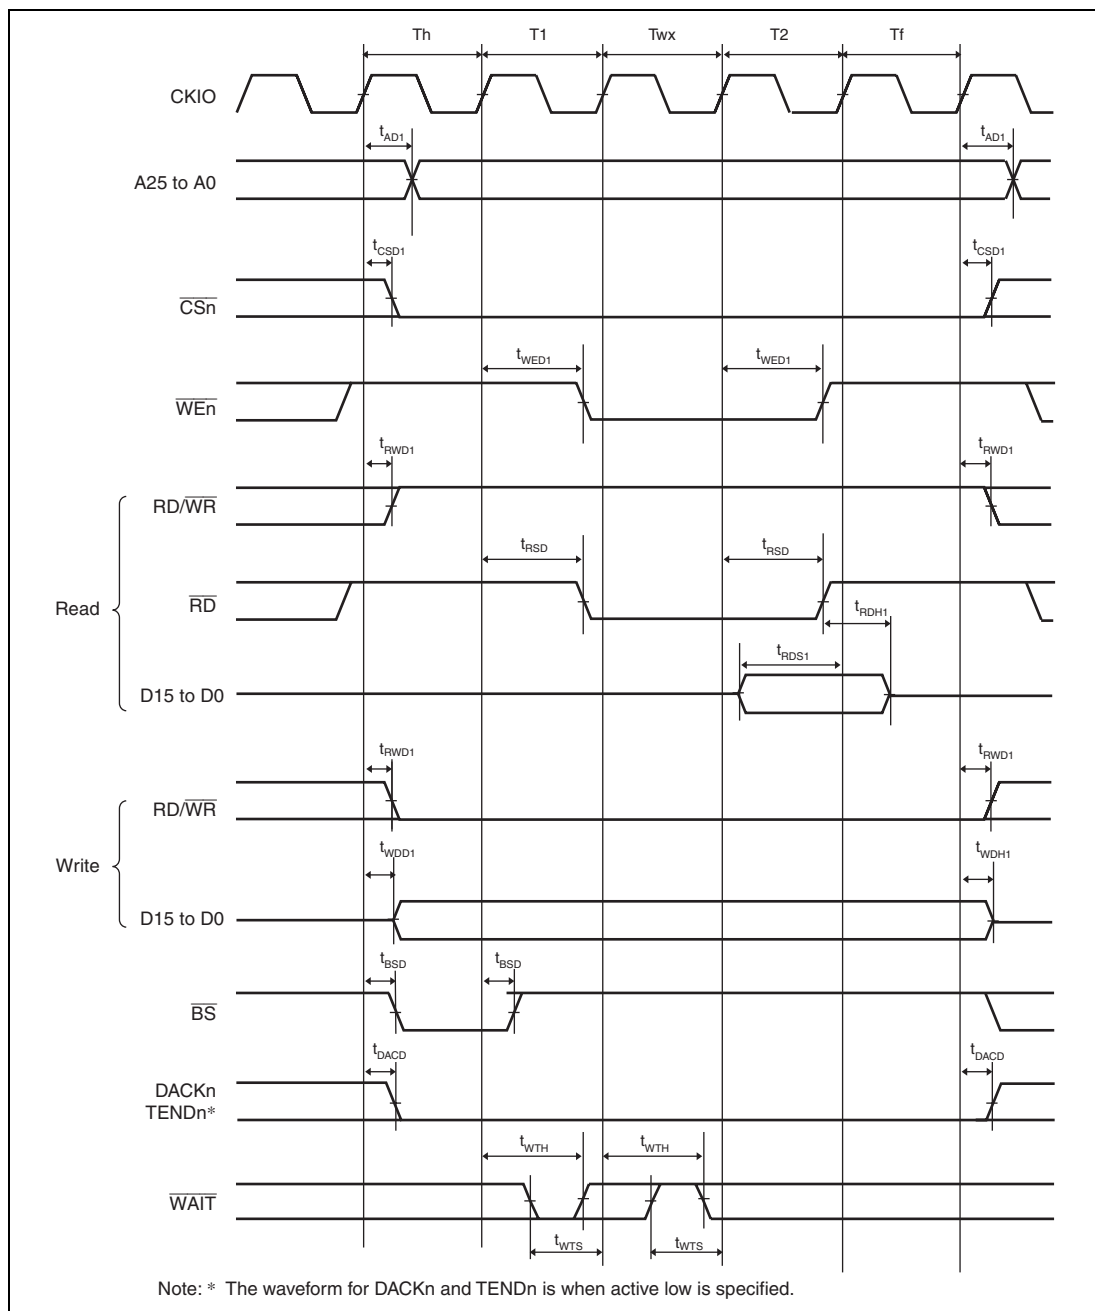 Th T1 Twx T2 Tf
CKIO
tAD1 tAD1
A25 to A0
tCSD1 tCSD1
CSn
tWED1 tWED1
WEn
tRWD1 tRWD1
RD/WR
tRSD tRSD
Read
RD
tRDH1
tRDS1
D15 to D0
tRWD1 tRWD1
RD/WR
tWDD1 tWDH1
Write
D15 to D0
tBSD tBSD
BS
tDACD tDACD
DACKn
TENDn*
tWTH tWTH
WAIT
tWTS tWTS
Note: * The waveform for DACKn and TENDn is when active low is specified.